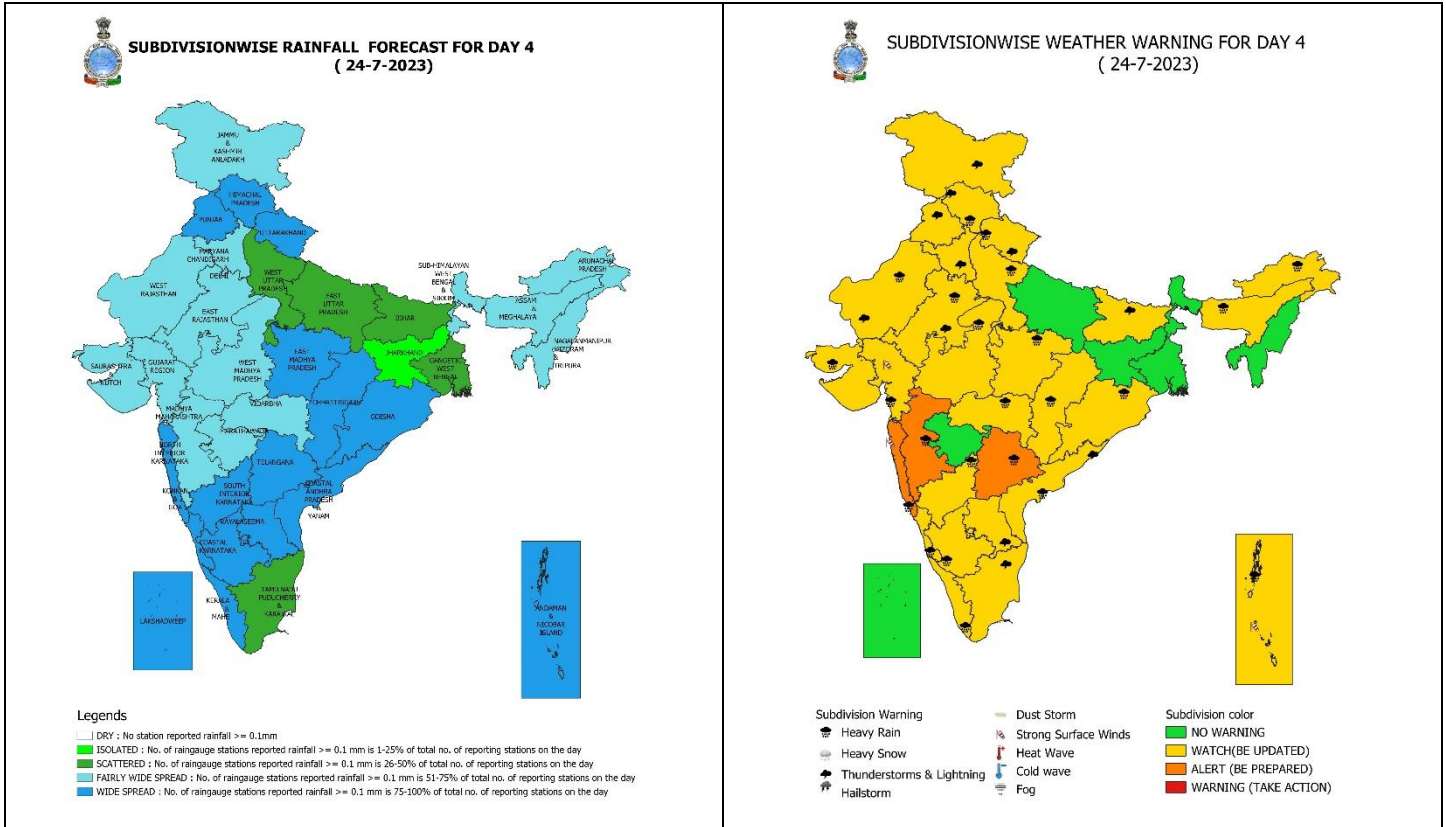 SUBDIVISIONWISE RAINFALL FORECAST FOR DAY 4
( 24-7-2023)
JAMMU
&
KASHMIR
ANLADAKH
HIMACHAL
PRADESH
PUNJAB
UTTARAKHAND
HARYANA
CHANDIGARH
&
DELHI
WEST
RAJASTHAN
WEST
UTTAR
PRADESH
EAST
UTTAR
PRADESH
SUB-HIMALAYAN
WEST
BENGAL
&
SIKKIM
ARUNACHAL
PRADESH
ASSAM
&
MEGHALAYA
EAST
RAJASTHAN
BIHAR
NAGALANMANIPUR
MIZORAM
&
TRIPURA
JHARKHAND
GANGETIC
WEST
BENGAL
SAURASHTRA
&
KUTCH
GUJARAT
REGION
WEST
MADHYA
PRADESH
EAST
MADHYA
PRADESH
VIDARBHA
CHHATTISGARH
ODISHA
MADHYA
MAHARASHTRA
MARATHAWADA
NORTH
INTERIOR
KARNATAKA
TELANGANA
KONKAN
&
GOA
SOUTH
INTERIOR
KARNATAKA
COASTAL
ANDHRA
PRADESH
&
YANAM
RAYALASEEMA
COASTAL
KARNATAKA
TAMILNADU
PUDUCHERRY
&
KARAIKAL
KERALA
&
MAHE
LAKSHADWEEP
ANDAMAN
&
NICOBAR
ISLAND
Legends
DRY : No station reported rainfall >= 0.1mm
ISOLATED : No. of raingauge stations reported rainfall >= 0.1 mm is 1-25% of total no. of reporting stations on the day
SCATTERED : No. of raingauge stations reported rainfall >= 0.1 mm is 26-50% of total no. of reporting stations on the day
FAIRLY WIDE SPREAD : No. of raingauge stations reported rainfall >= 0.1 mm is 51-75% of total no. of reporting stations on the day
WIDE SPREAD : No. of raingauge stations reported rainfall >= 0.1 mm is 75-100% of total no. of reporting stations on the day
SUBDIVISIONWISE WEATHER WARNING FOR DAY 4
( 24-7-2023)
Subdivision Warning
Heavy Rain
Heavy Snow
Thunderstorms & Lightning
Hailstorm
Dust Storm
Strong Surface Winds
Heat Wave
Cold wave
Fog
Subdivision color
NO WARNING
WATCH(BE UPDATED)
ALERT (BE PREPARED)
WARNING (TAKE ACTION)